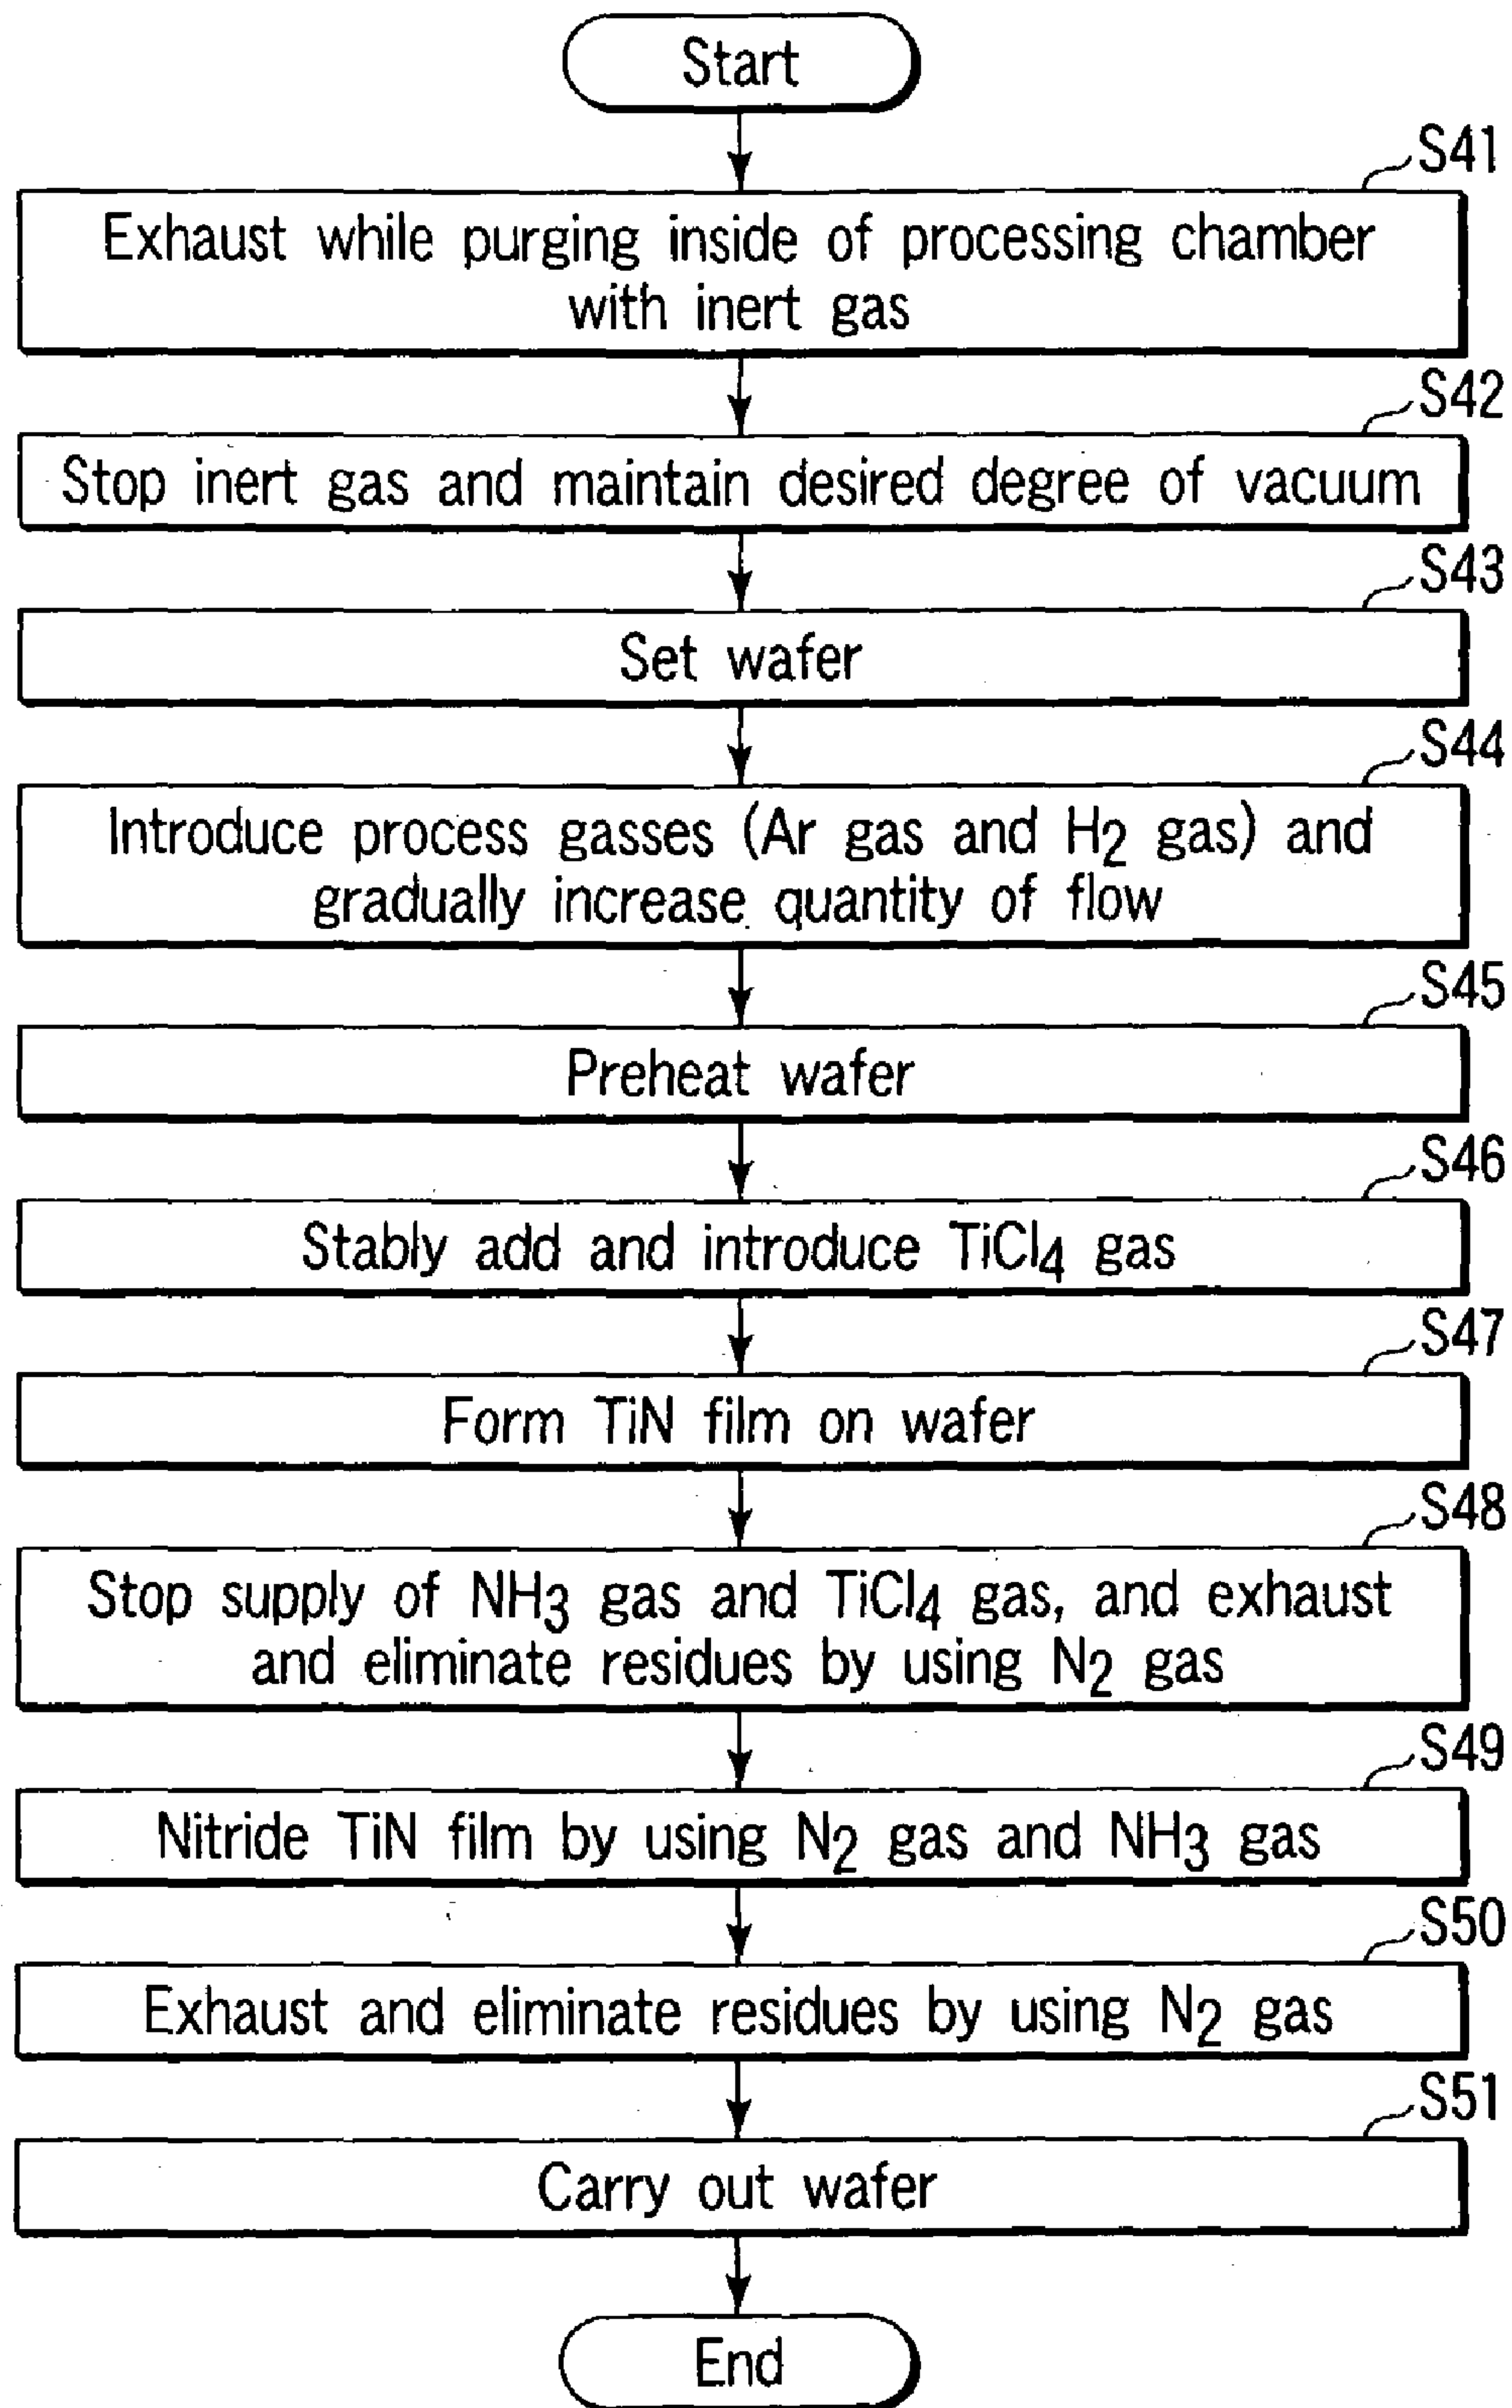 Start
S41
Exhaust while purging inside of processing chamber
with inert gas
S42
Stop inert gas and maintain desired degree of vacuum
S43
Set wafer
S44
Introduce process gasses (Ar gas and H2 gas) and
gradually increase quantity of flow
S45
Preheat wafer
S46
Stably add and introduce TiCl4 gas
S47
Form TiN film on wafer
S48
Stop supply of NH3 gas and TiCl4 gas, and exhaust
and eliminate residues by using N2 gas
S49
Nitride TiN film by using N2 gas and NH3 gas
S50
Exhaust and eliminate residues by using N2 gas
S51
Carry out wafer
End